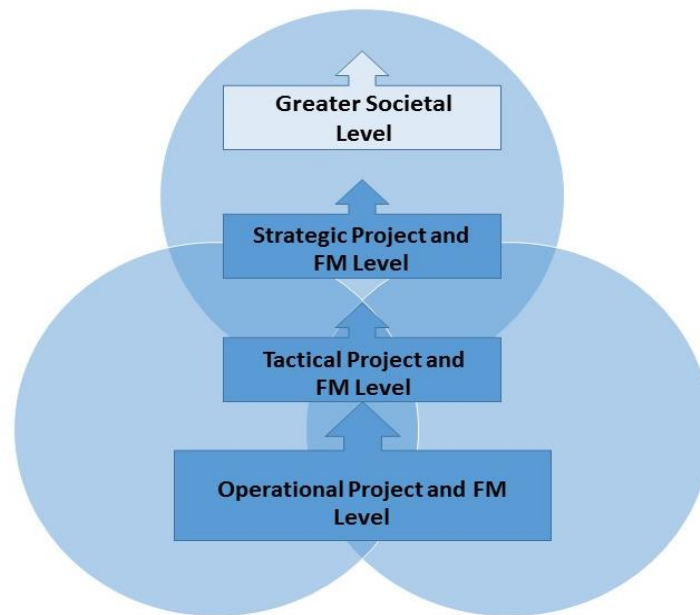 Greater Societal
Level
Strategic Project and
FM Level
Tactical Project and
FM Level
Operational Project and FM
Level